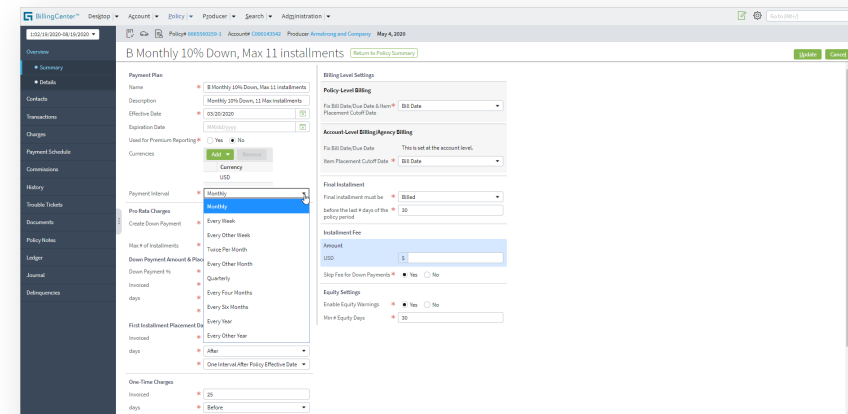 BillingCenter™ Desktop Account Policy Producer Search Administration Go to (Alt+/)
1:02/19/2020-08/19/2020 Policy# Account# C000143542 Producer Armstrong and Company May 4, 2020
B Monthly 10% Down, Max 11 installments Return to Policy Summary Update Cancel
Overview
Summary
Details
Contacts
Transactions
Charges
Payment Schedule
Commissions
History
Trouble Tickets
Documents
Policy Notes
Ledger
Journal
Delinquencies
Payment Plan
Name * B Monthly 10% Down, Max 11 installments
Description Monthly 10% Down, 11 Max Installments
Effective Date * 03/20/2020
Expiration Date MM/dd/yyyy
Used for Premium Reporting * Yes No
Currencies Add Remove
Currency
USD
Payment Interval * Monthly
Monthly
Every Week
Every Other Week
Twice Per Month
Every Other Month
Quarterly
Every Four Months
Every Six Months
Every Year
Every Other Year
Pro-Rata Charges
Create Down Payment *
Max # of Installments *
Down Payment Amount & Plac
Down Payment % *
Invoiced *
days *
*
First Installment Placement Da
Invoiced *
days * After
* One Interval After Policy Effective Date
One-Time Charges
Invoiced * 25
days * Before
Billing Level Settings
Policy-Level Billing
Fix Bill Date/Due Date & Item * Bill Date
Placement Cutoff Date
Account-Level Billing/Agency Billing
Fix Bill Date/Due Date This is set at the account level.
Item Placement Cutoff Date * Bill Date
Final Installment
Final installment must be * Billed
before the last # days of the * 30
policy period
Installment Fee
Amount
USD $
Skip Fee for Down Payments * Yes No
Equity Settings
Enable Equity Warnings * Yes No
Min # Equity Days * 30